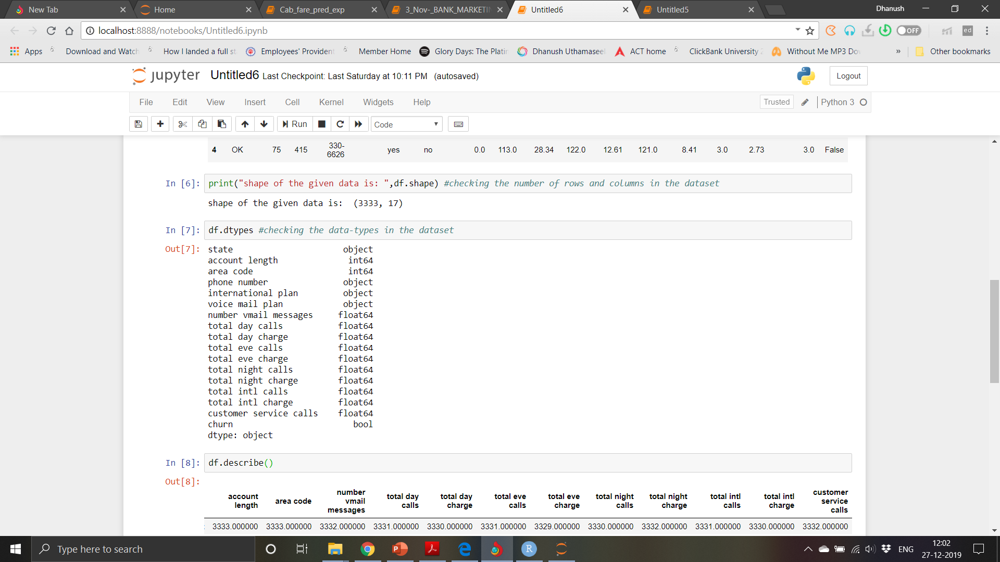 New Tab
Home
Cab_fare_pred_exp
3_Nov-_BANK_MARKETIN
Untitled6
Untitled5
Dhanush
localhost:8888/notebooks/Untitled6.ipynb
OFF
ed
Apps
Download and Watch
How I landed a full st
Employees' Provident
Member Home
Glory Days: The Platin
Dhanush Uthamaseel
ACT home
ClickBank University 2
Without Me MP3 Do
»
Other bookmarks
jupyter
Untitled6 Last Checkpoint: Last Saturday at 10:11 PM (autosaved)
Logout
File Edit View Insert Cell Kernel Widgets Help
Trusted
Python 3
Run
Code
4 OK 75 415 330-6626 yes no 0.0 113.0 28.34 122.0 12.61 121.0 8.41 3.0 2.73 3.0 False
In [6]: print("shape of the given data is: ",df.shape) #checking the number of rows and columns in the dataset
shape of the given data is:  (3333, 17)
In [7]: df.dtypes #checking the data-types in the dataset
Out[7]: state object
account length int64
area code int64
phone number object
international plan object
voice mail plan object
number vmail messages float64
total day calls float64
total day charge float64
total eve calls float64
total eve charge float64
total night calls float64
total night charge float64
total intl calls float64
total intl charge float64
customer service calls float64
churn bool
dtype: object
In [8]: df.describe()
Out[8]:
account length area code number vmail messages total day calls total day charge total eve calls total eve charge total night calls total night charge total intl calls total intl charge customer service calls
3333.000000 3333.000000 3332.000000 3331.000000 3330.000000 3331.000000 3329.000000 3330.000000 3332.000000 3331.000000 3330.000000 3332.000000
Type here to search
ENG
12:02
27-12-2019